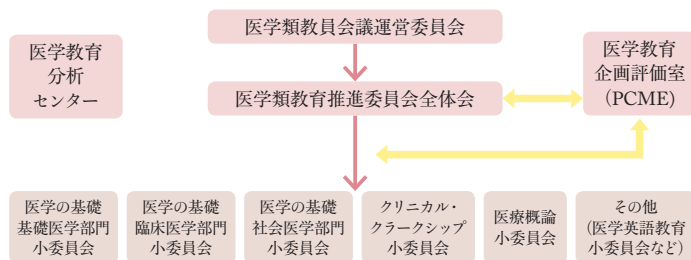 医学類教員会議運営委員会
医学教育
分析
センター
医学教育
企画評価室
（PCME）
医学類教育推進委員会全体会
医学の基礎
基礎医学部門
小委員会
医学の基礎
臨床医学部門
小委員会
医学の基礎
社会医学部門
小委員会
クリニカル・
クラークシップ
小委員会
医療概論
小委員会
その他
（医学英語教育
小委員会など）